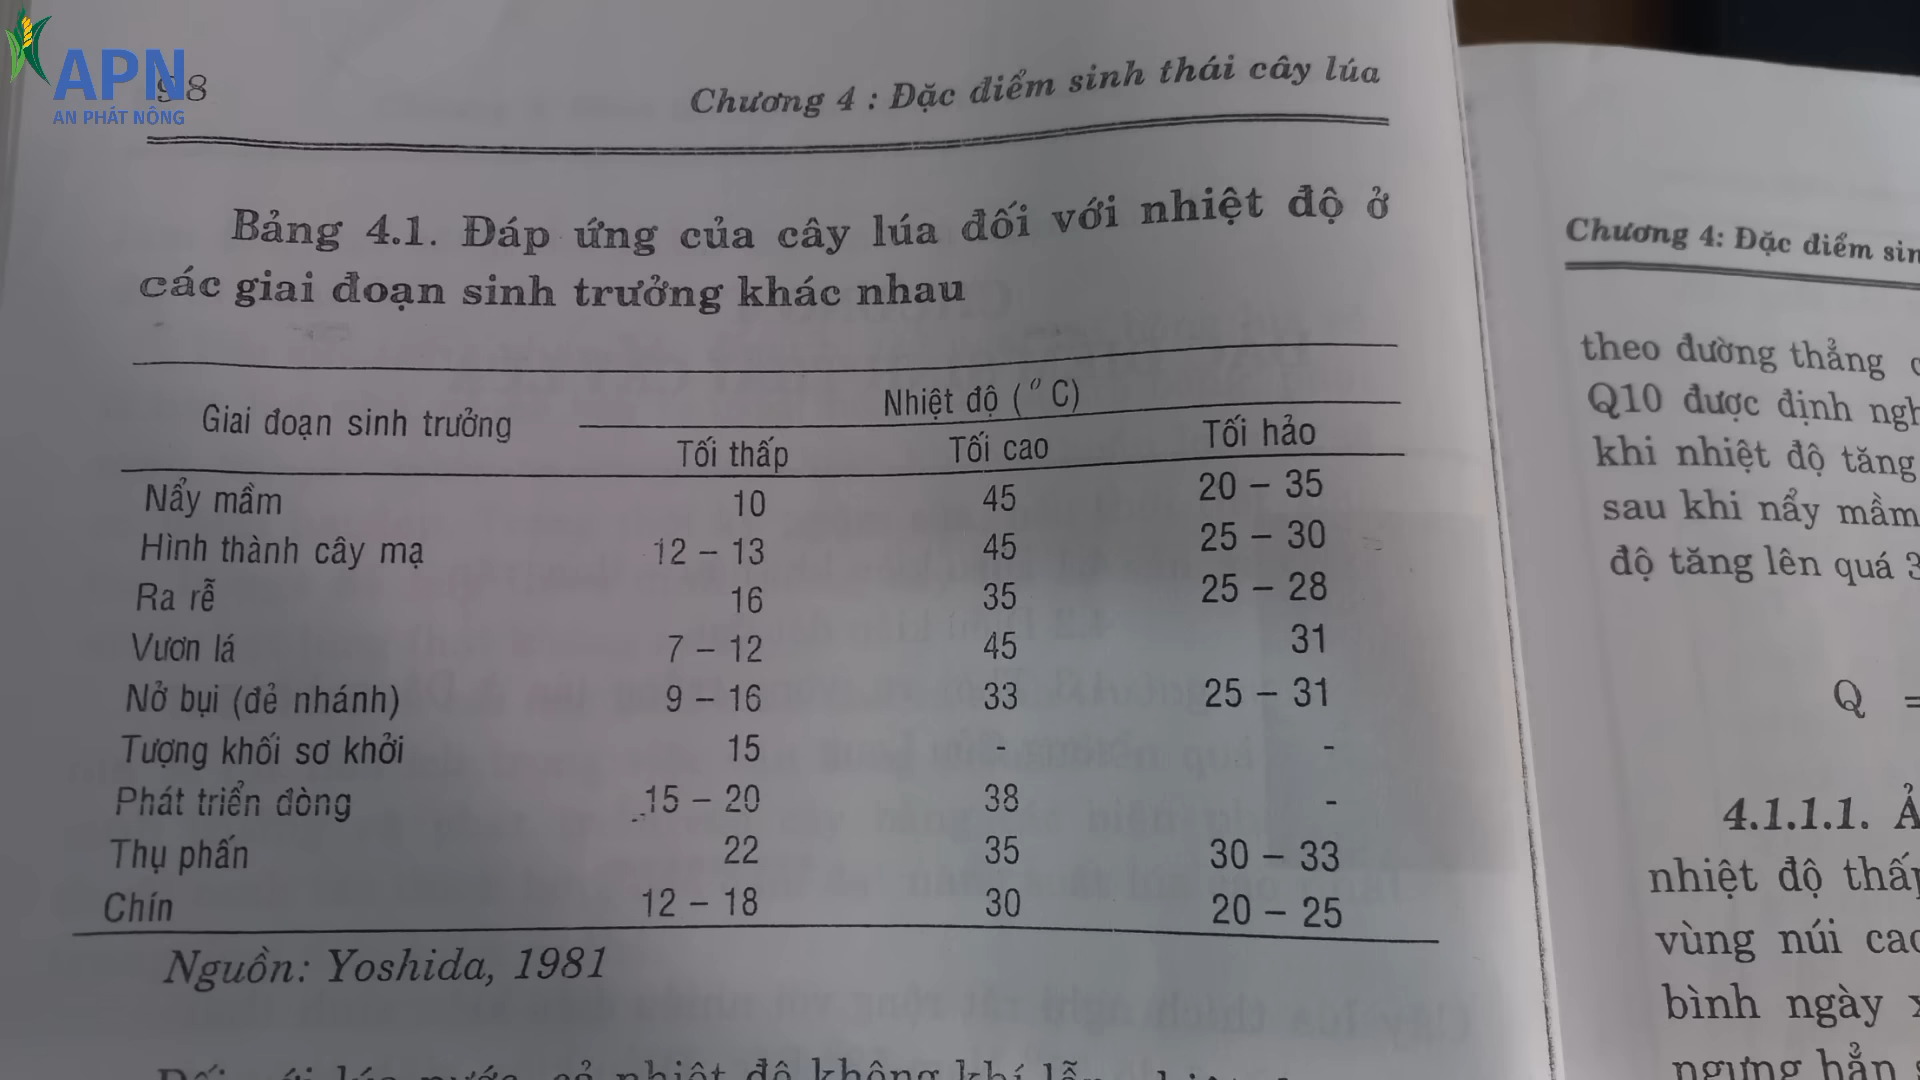 APN
AN PHÁT NÔNG
98
Chương 4 : Đặc điểm sinh thái cây lúa
Bảng 4.1. Đáp ứng của cây lúa đối với nhiệt độ ở
các giai đoạn sinh trưởng khác nhau
Giai đoạn sinh trưởng
Nhiệt độ (°C)
Tối thấp Tối cao Tối hảo
Nẩy mầm 10 45 20 – 35
Hình thành cây mạ 12 – 13 45 25 – 30
Ra rễ 16 35 25 – 28
Vươn lá 7 – 12 45 31
Nở bụi (đẻ nhánh) 9 – 16 33 25 – 31
Tượng khối sơ khởi 15 - -
Phát triển đòng 15 – 20 38 -
Thụ phấn 22 35 30 – 33
Chín 12 – 18 30 20 – 25
Nguồn: Yoshida, 1981
nhiệt độ không khí lẫn
Chương 4: Đặc điểm
theo đường thẳng
Q10 được định
khi nhiệt độ tăng
sau khi nẩy mầm
độ tăng lên quá
Q =
4.1.1.1.
nhiệt độ
vùng núi
bình ngày
ngưng hẳn